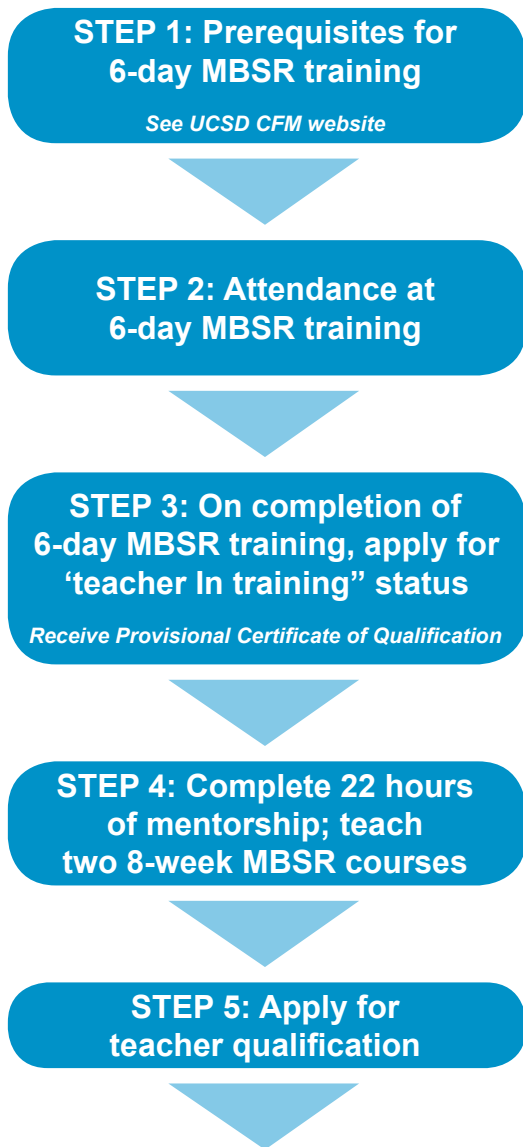 STEP 1: Prerequisites for
6-day MBSR training
See UCSD CFM website
STEP 2: Attendance at
6-day MBSR training
STEP 3: On completion of
6-day MBSR training, apply for
‘teacher In training” status
Receive Provisional Certificate of Qualification
STEP 4: Complete 22 hours
of mentorship; teach
two 8-week MBSR courses
STEP 5: Apply for
teacher qualification